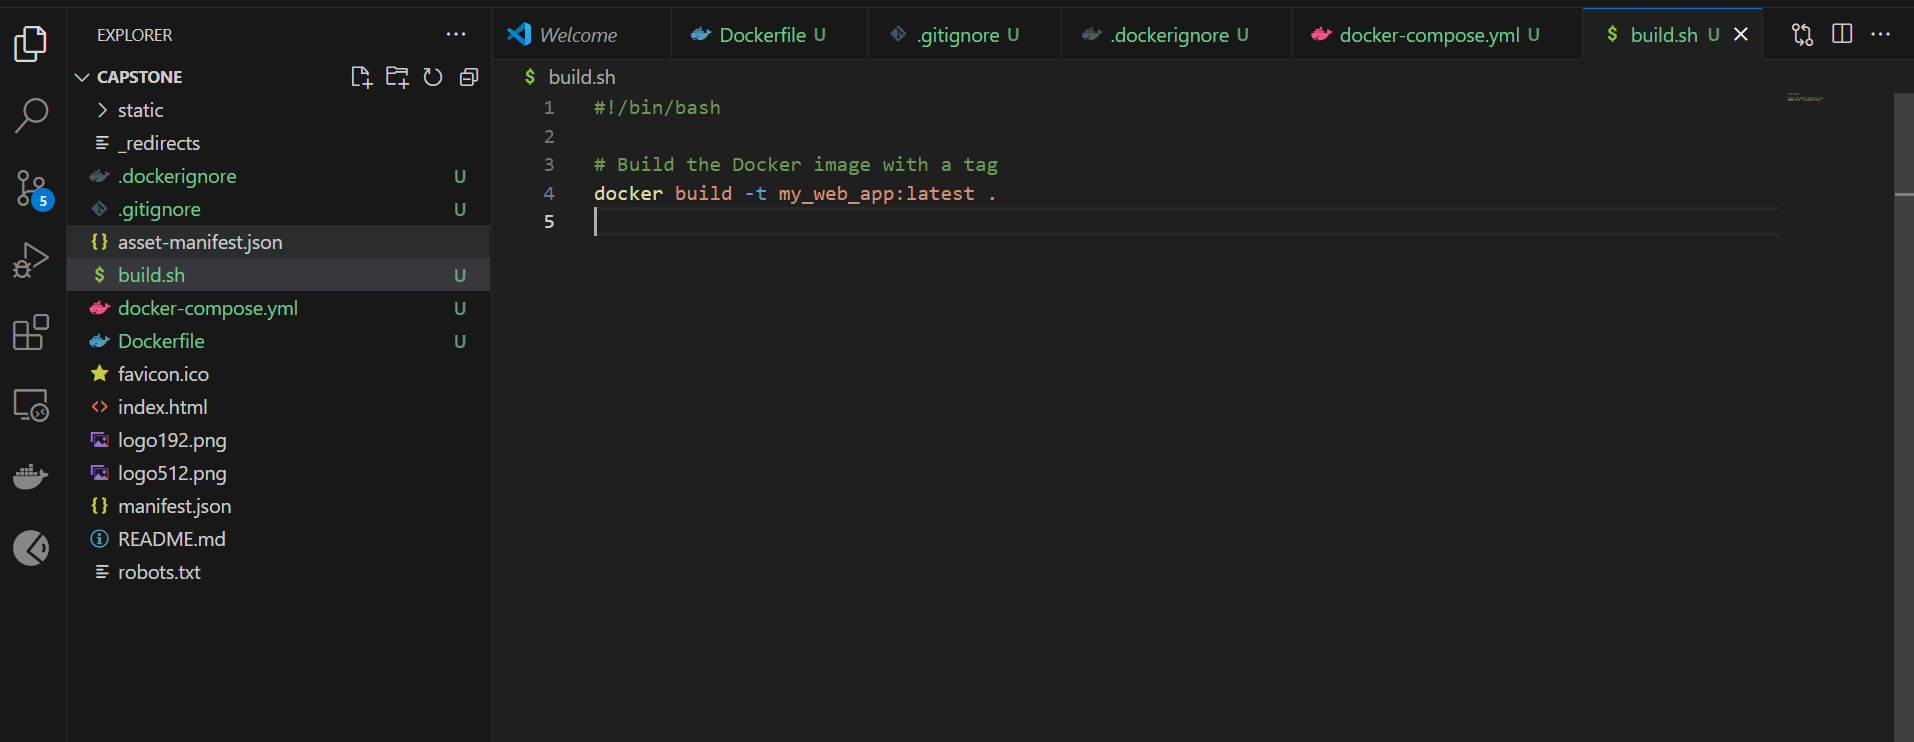 EXPLORER
CAPSTONE
static
_redirects
.dockerignore U
.gitignore U
asset-manifest.json
$ build.sh U
docker-compose.yml U
Dockerfile U
favicon.ico
index.html
logo192.png
logo512.png
manifest.json
README.md
robots.txt
5
Welcome
Dockerfile U
.gitignore U
.dockerignore U
docker-compose.yml U
$ build.sh U
$ build.sh
1 #!/bin/bash
2
3 # Build the Docker image with a tag
4 docker build -t my_web_app:latest .
5